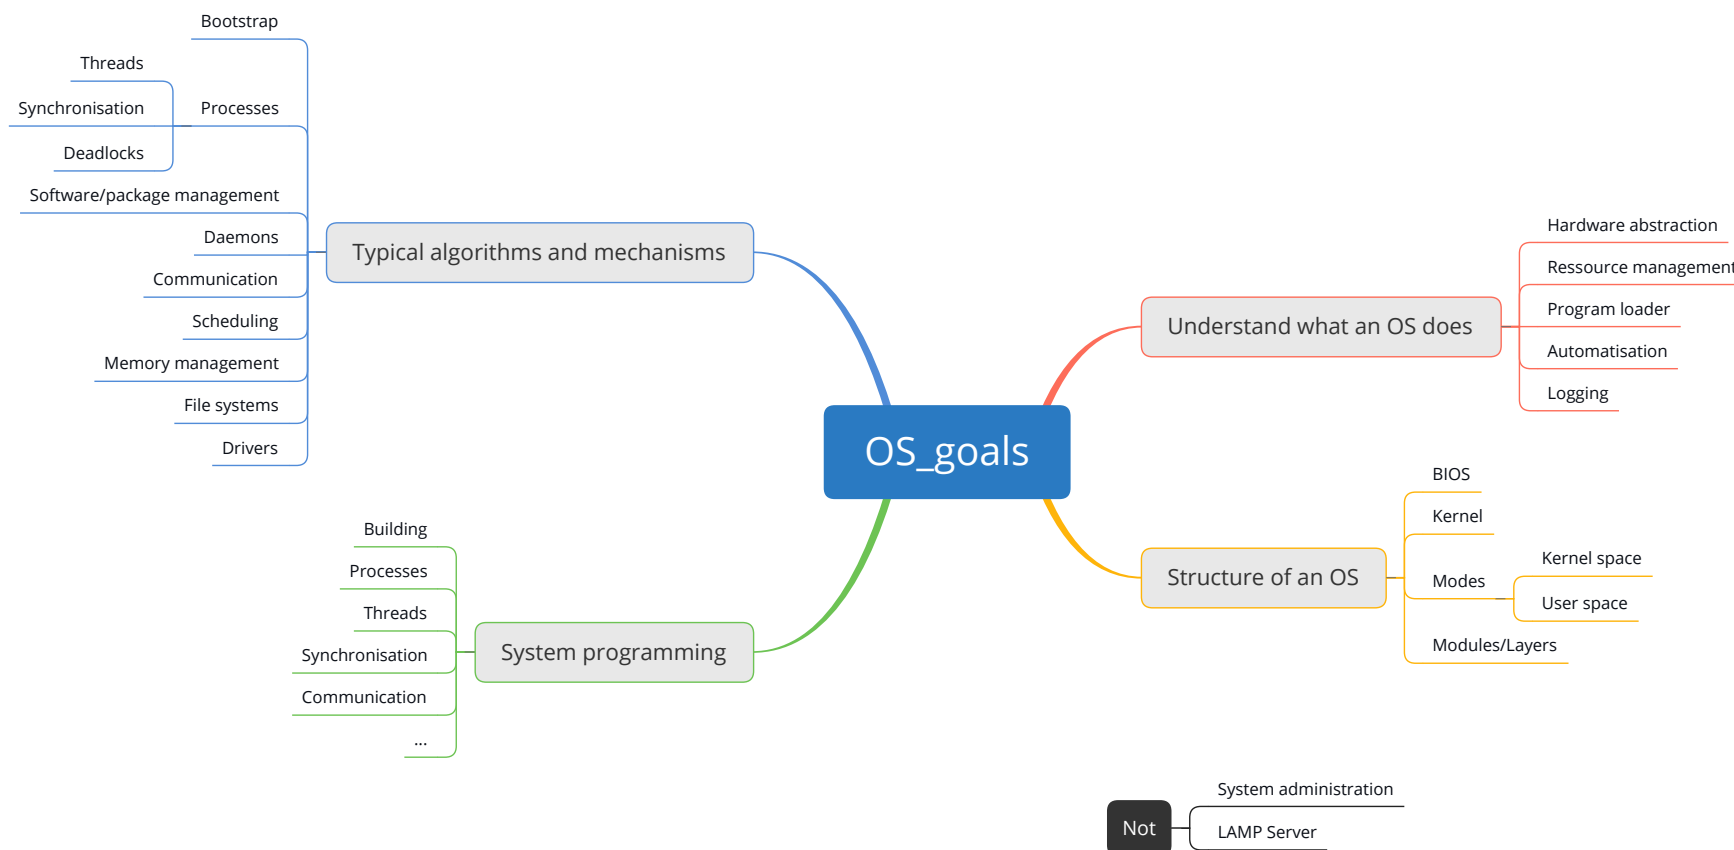 Bootstrap
Threads
Synchronisation
Processes
Deadlocks
Software/package management
Daemons
Typical algorithms and mechanisms
Communication
Scheduling
Memory management
File systems
Drivers
Hardware abstraction
Ressource management
Understand what an OS does
Program loader
Automatisation
Logging
OS_goals
BIOS
Kernel
Structure of an OS
Modes
Kernel space
User space
Modules/Layers
Building
Processes
Threads
System programming
Synchronisation
Communication
...
Not
System administration
LAMP Server